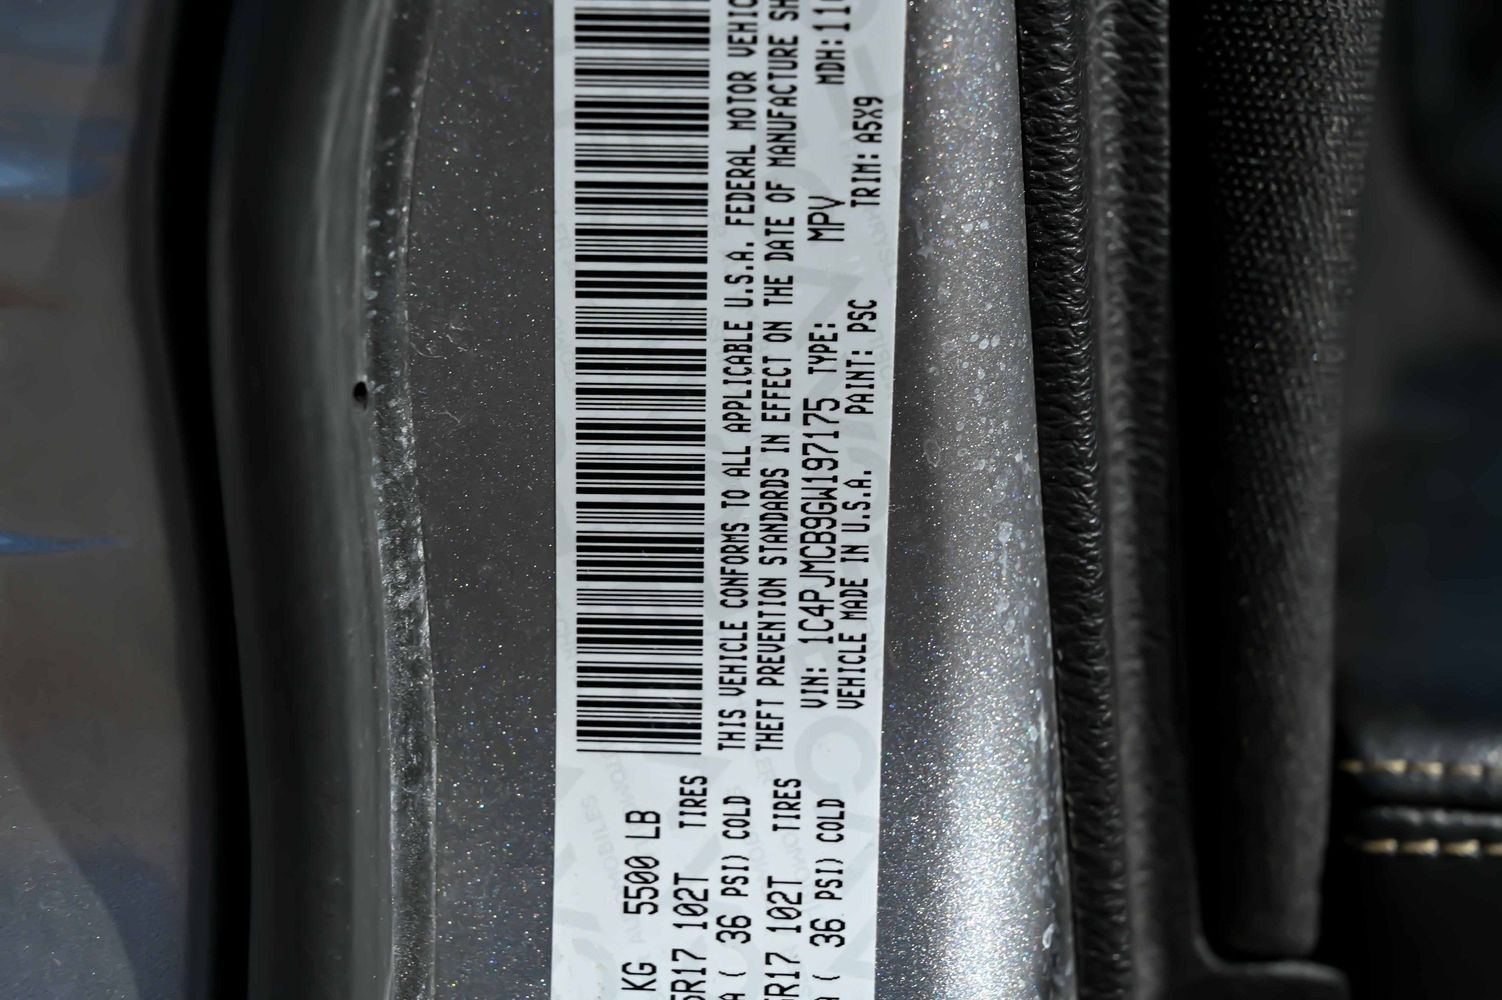 KG 5500 LB
5R17 102T TIRES
A ( 36 PSI) COLD
5R17 102T TIRES
A ( 36 PSI) COLD
THIS VEHICLE CONFORMS TO ALL APPLICABLE U.S.A. FEDERAL MOTOR VEHIC
THEFT PREVENTION STANDARDS IN EFFECT ON THE DATE OF MANUFACTURE SH
VIN: 1C4PJMCB9GW197175 TYPE: MPV MDH:110
VEHICLE MADE IN U.S.A. PAINT: PSC TRIM: A5X9